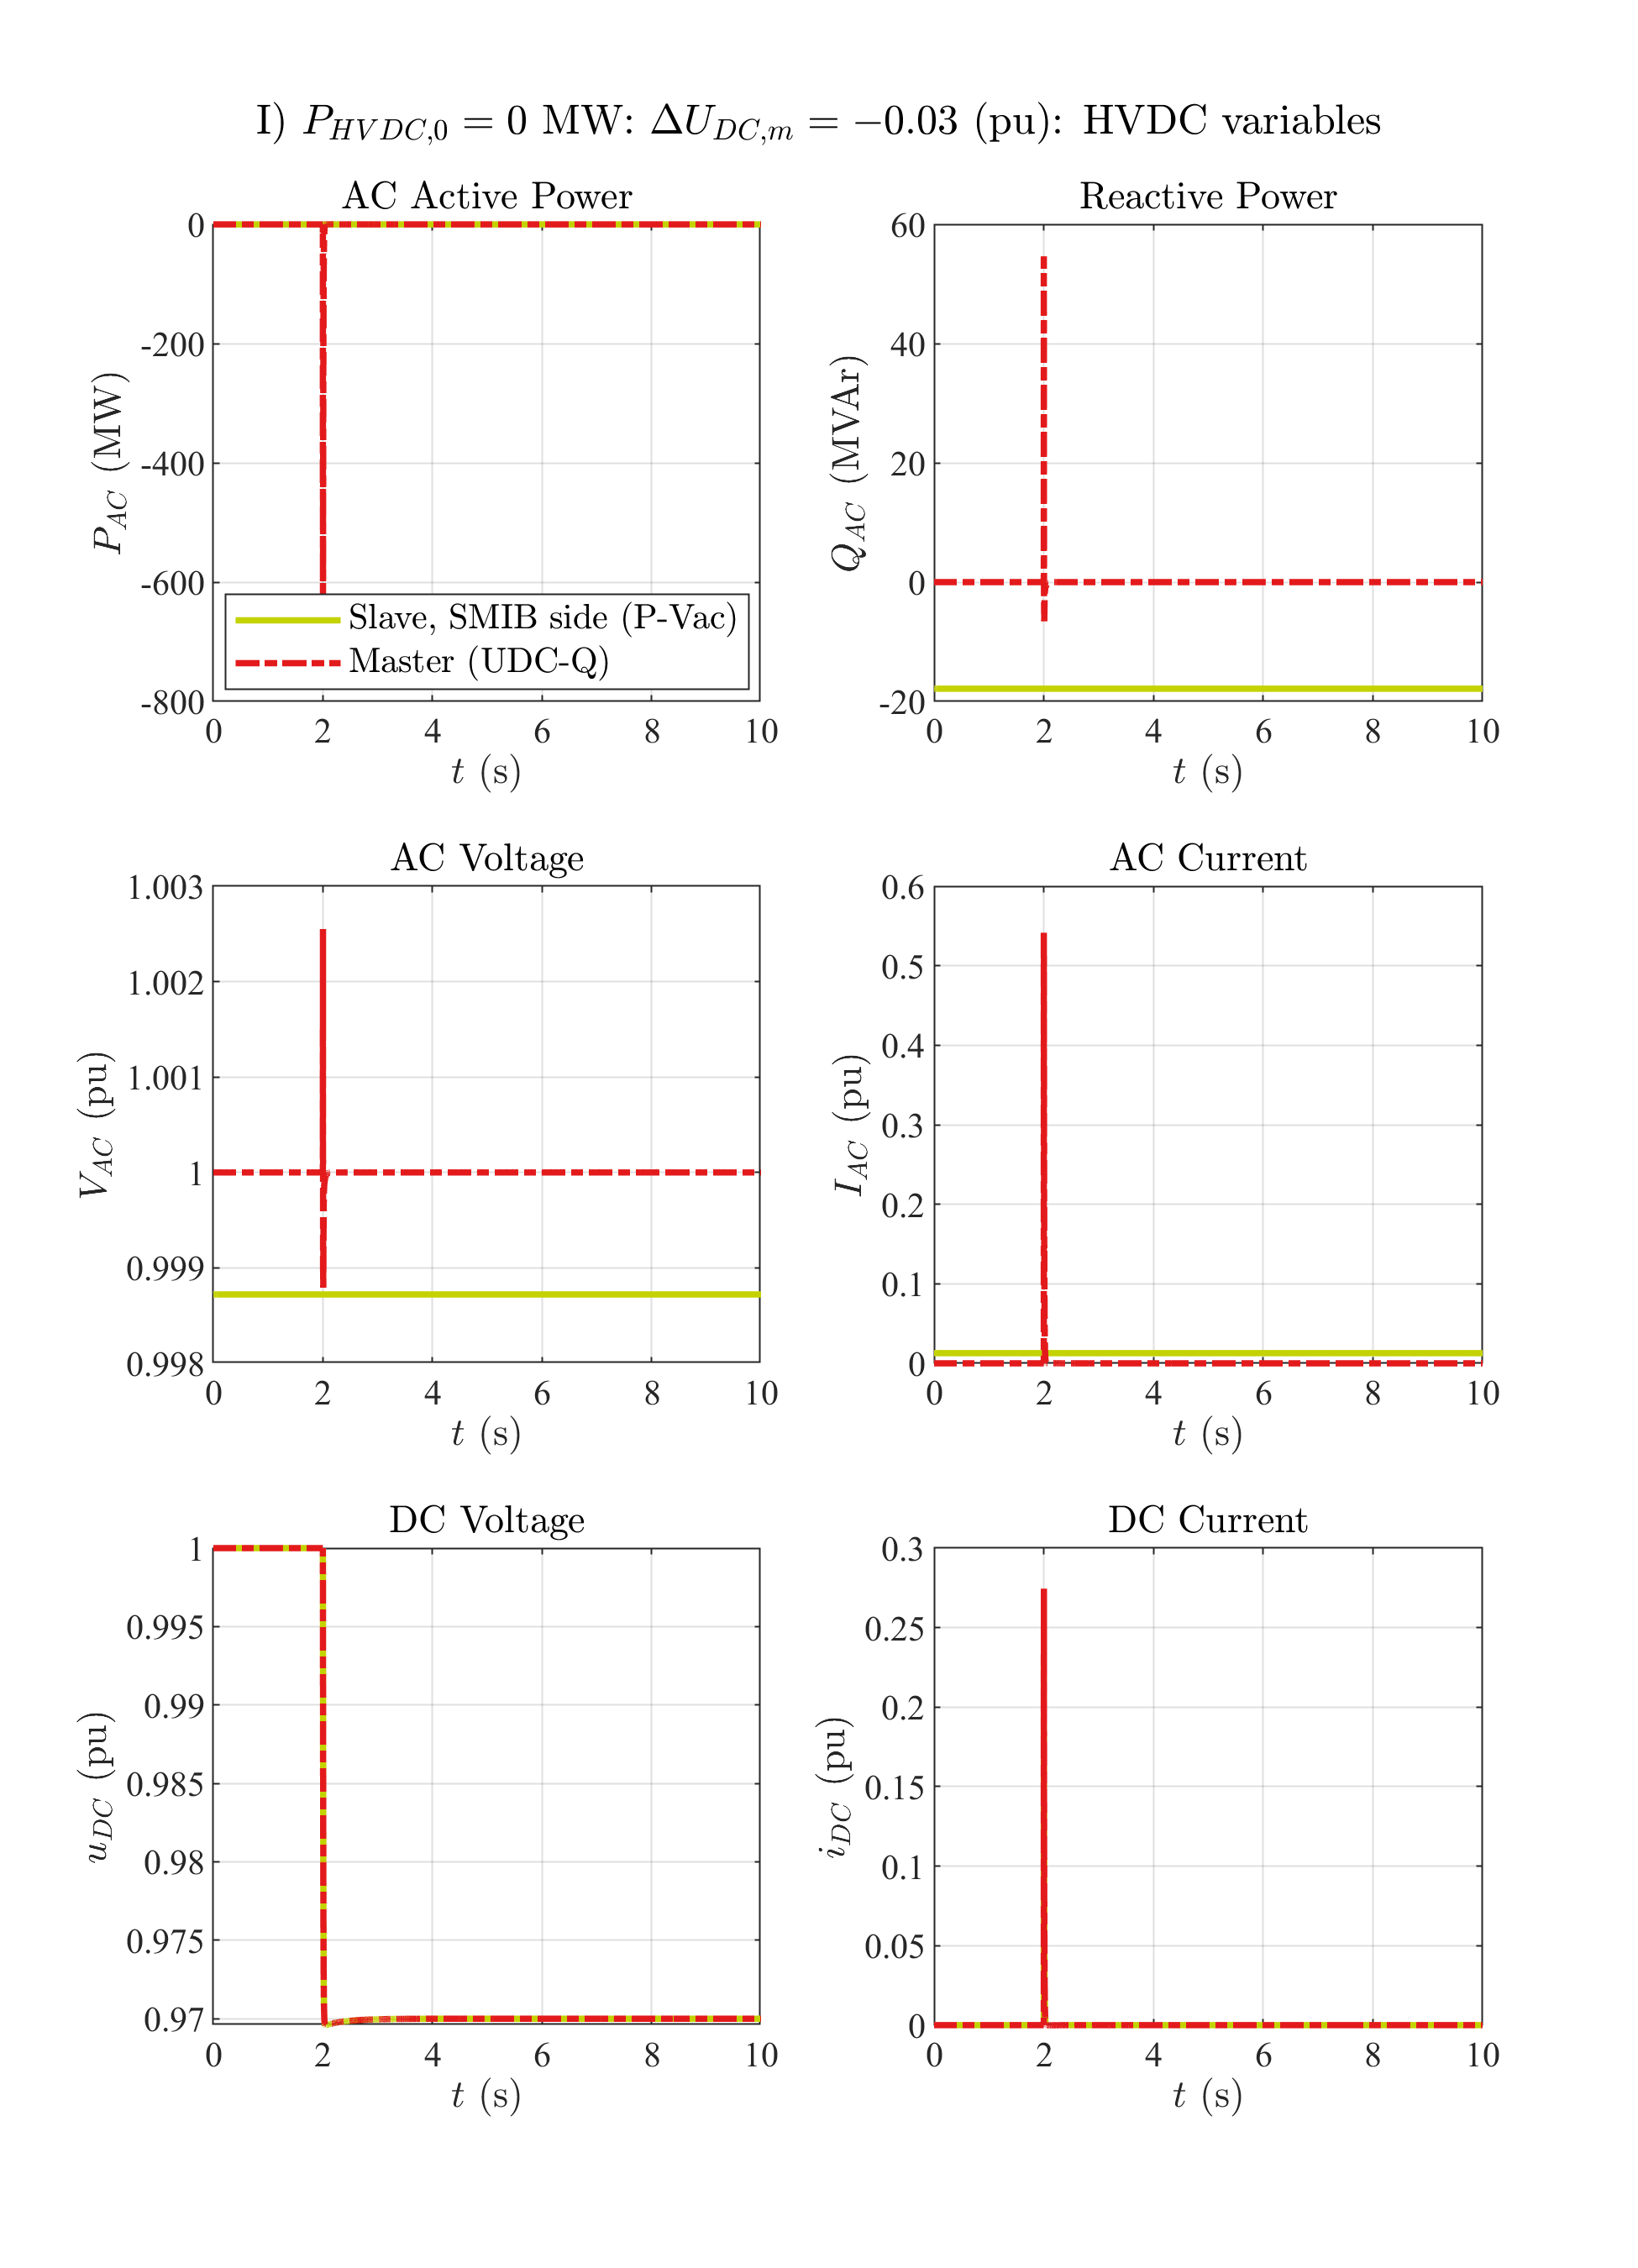 I) P_{HVDC,0} = 0 MW: ΔU_{DC,m} = −0.03 (pu): HVDC variables
AC Active Power
P_{AC} (MW)
0
-200
-400
-600
-800
Slave, SMIB side (P-Vac)
Master (UDC-Q)
0 2 4 6 8 10
t (s)
Reactive Power
Q_{AC} (MVAr)
60
40
20
0
-20
0 2 4 6 8 10
t (s)
AC Voltage
V_{AC} (pu)
1.003
1.002
1.001
1
0.999
0.998
0 2 4 6 8 10
t (s)
AC Current
I_{AC} (pu)
0.6
0.5
0.4
0.3
0.2
0.1
0
0 2 4 6 8 10
t (s)
DC Voltage
u_{DC} (pu)
1
0.995
0.99
0.985
0.98
0.975
0.97
0 2 4 6 8 10
t (s)
DC Current
i_{DC} (pu)
0.3
0.25
0.2
0.15
0.1
0.05
0
0 2 4 6 8 10
t (s)